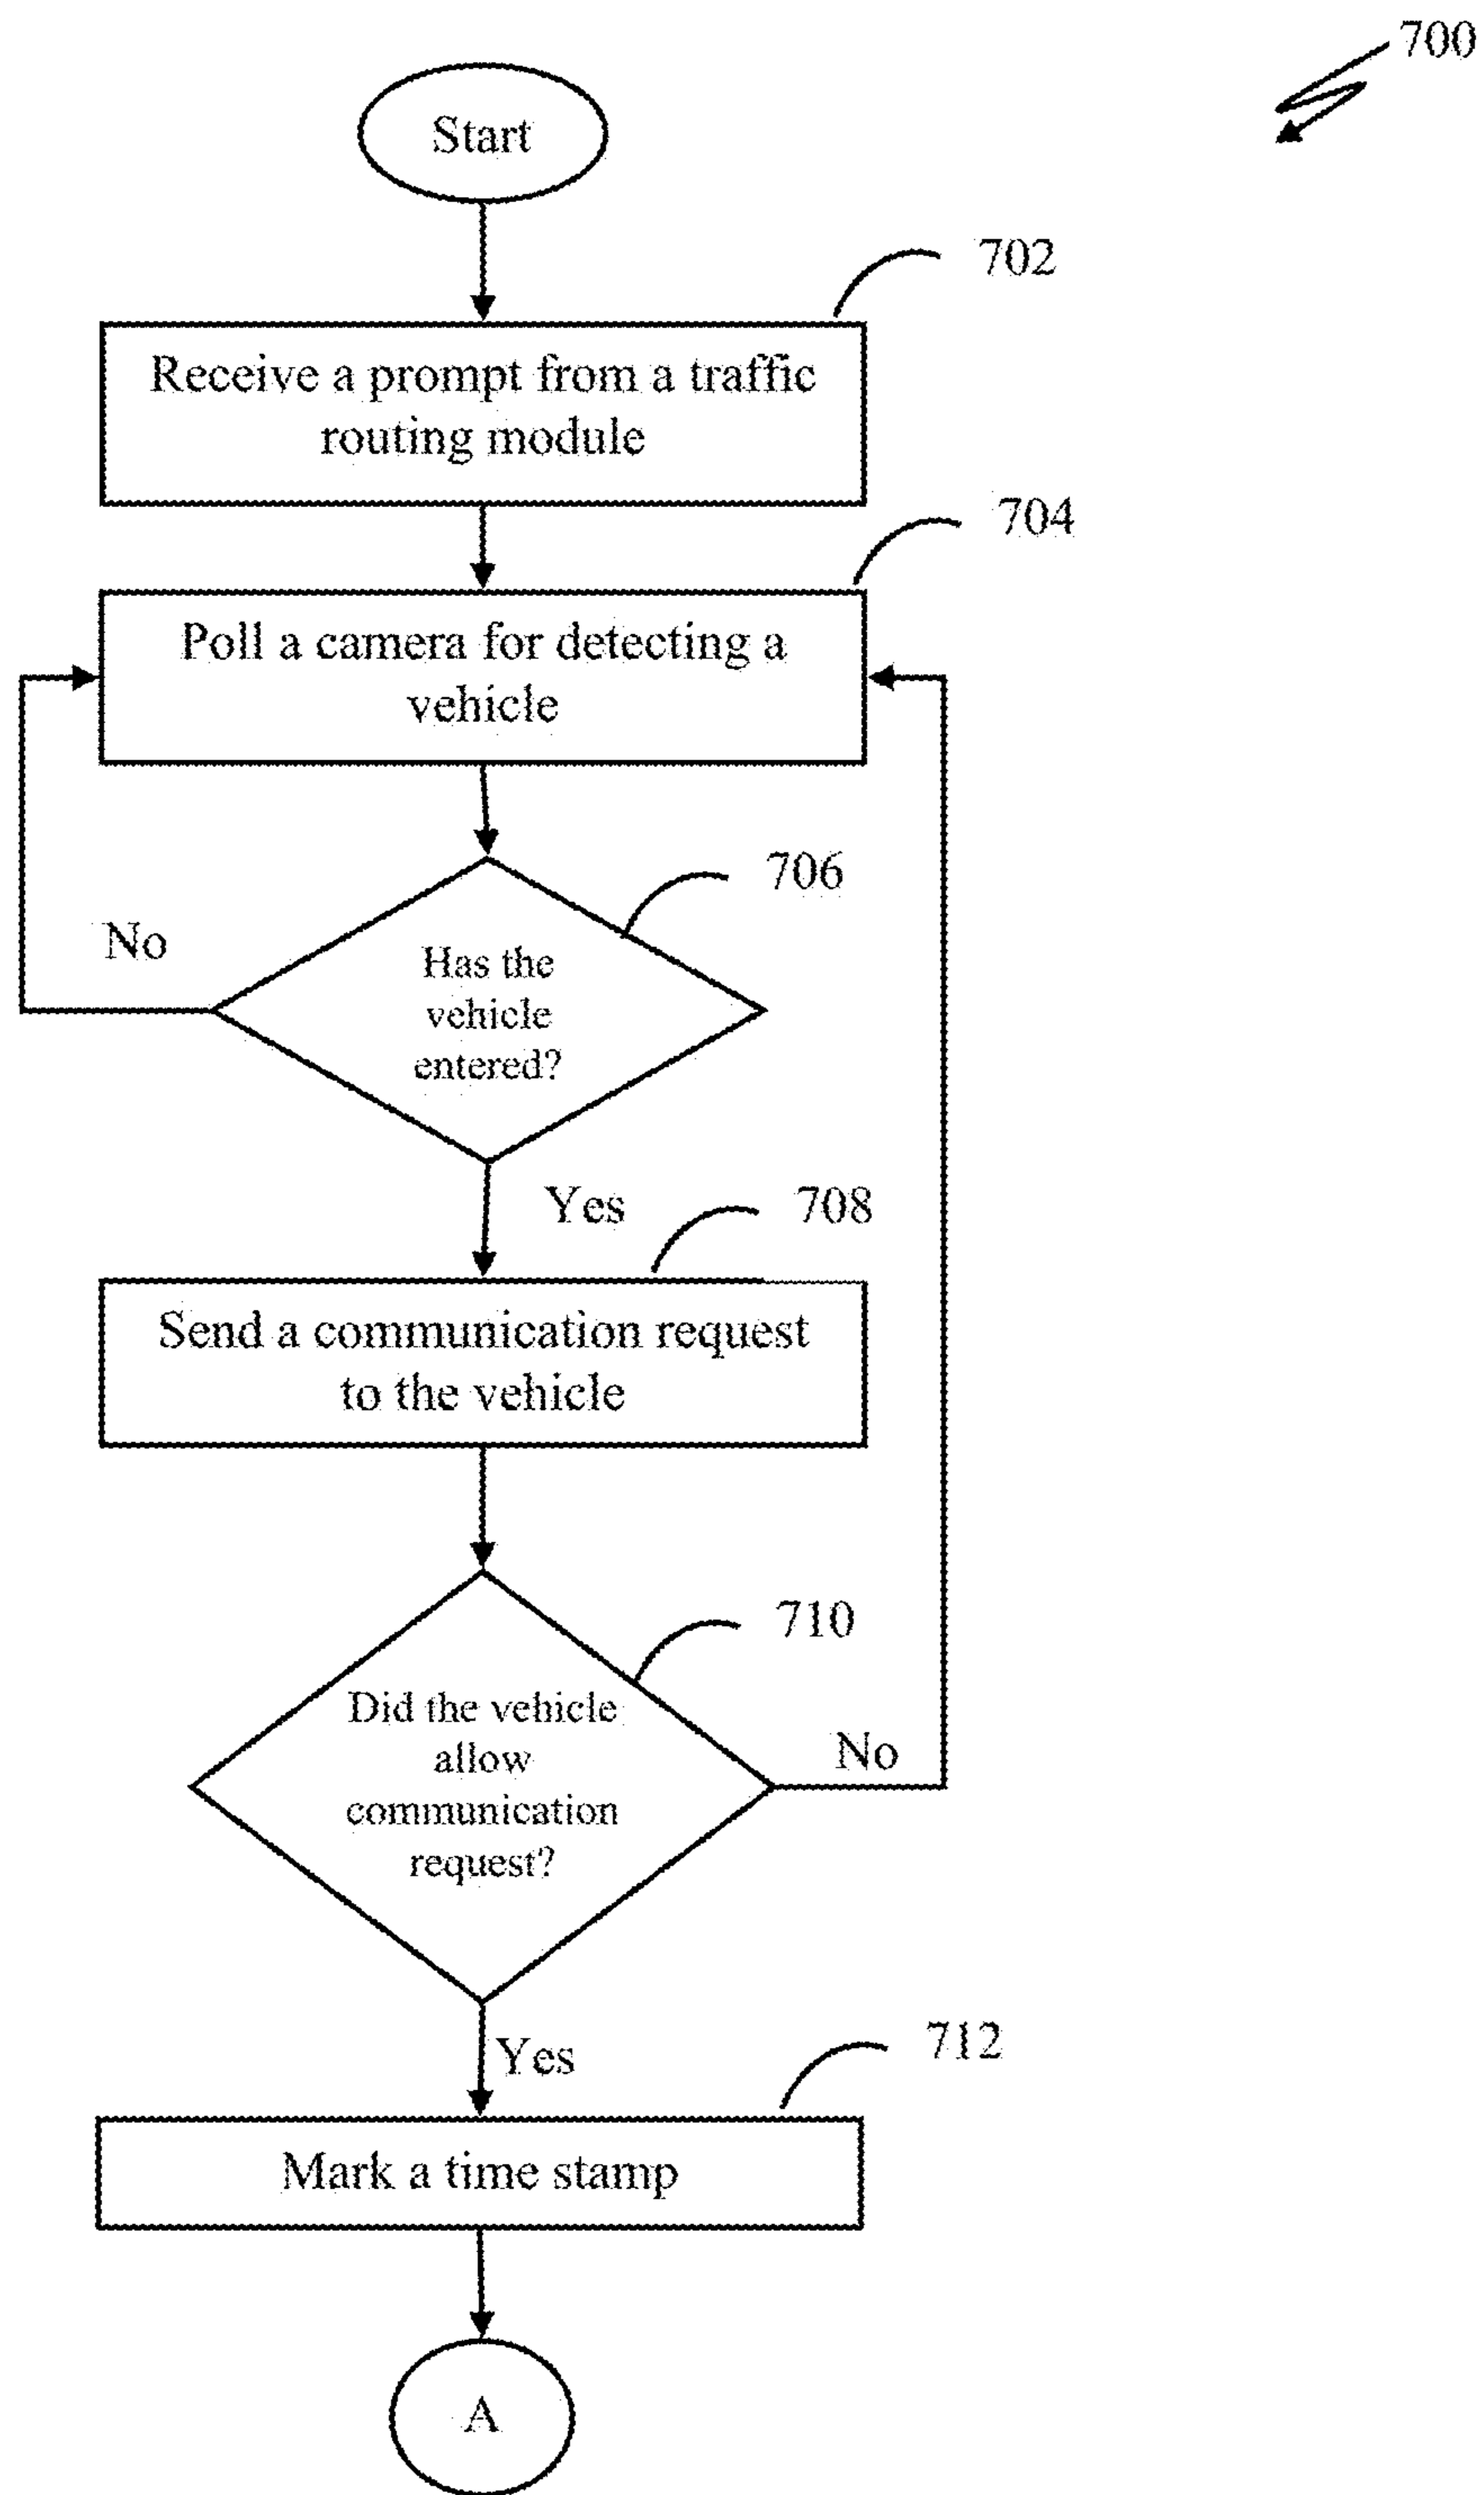 700
Start
702
Receive a prompt from a traffic
routing module
704
Poll a camera for detecting a
vehicle
706
No
Has the
vehicle
entered?
Yes
708
Send a communication request
to the vehicle
710
Did the vehicle
allow
communication
request?
No
Yes
712
Mark a time stamp
A